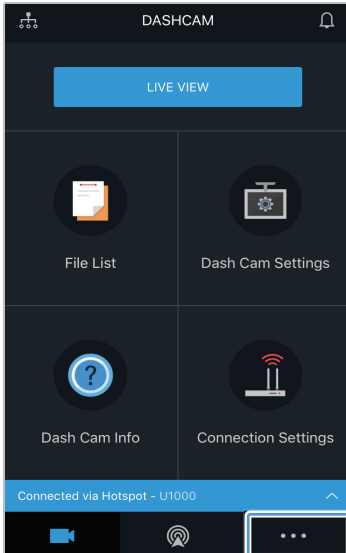 DASHCAM
LIVE VIEW
File List
Dash Cam Settings
?
Dash Cam Info
Connection Settings
Connected via Hotspot - U1000